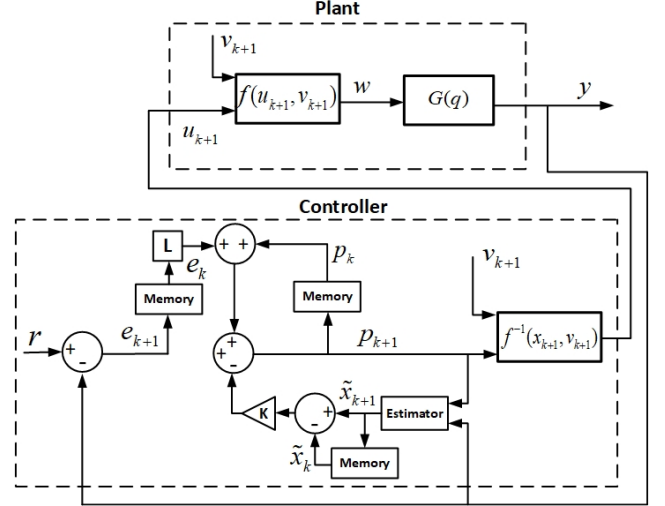 Plant
v_{k+1}
f(u_{k+1}, v_{k+1})
w
G(q)
y
u_{k+1}
Controller
L
+ +
e_k
p_k
v_{k+1}
Memory
Memory
r
+
-
e_{k+1}
+
+
-
p_{k+1}
f^{-1}(x_{k+1}, v_{k+1})
K
-
+
x̃_{k+1}
Estimator
x̃_k
Memory